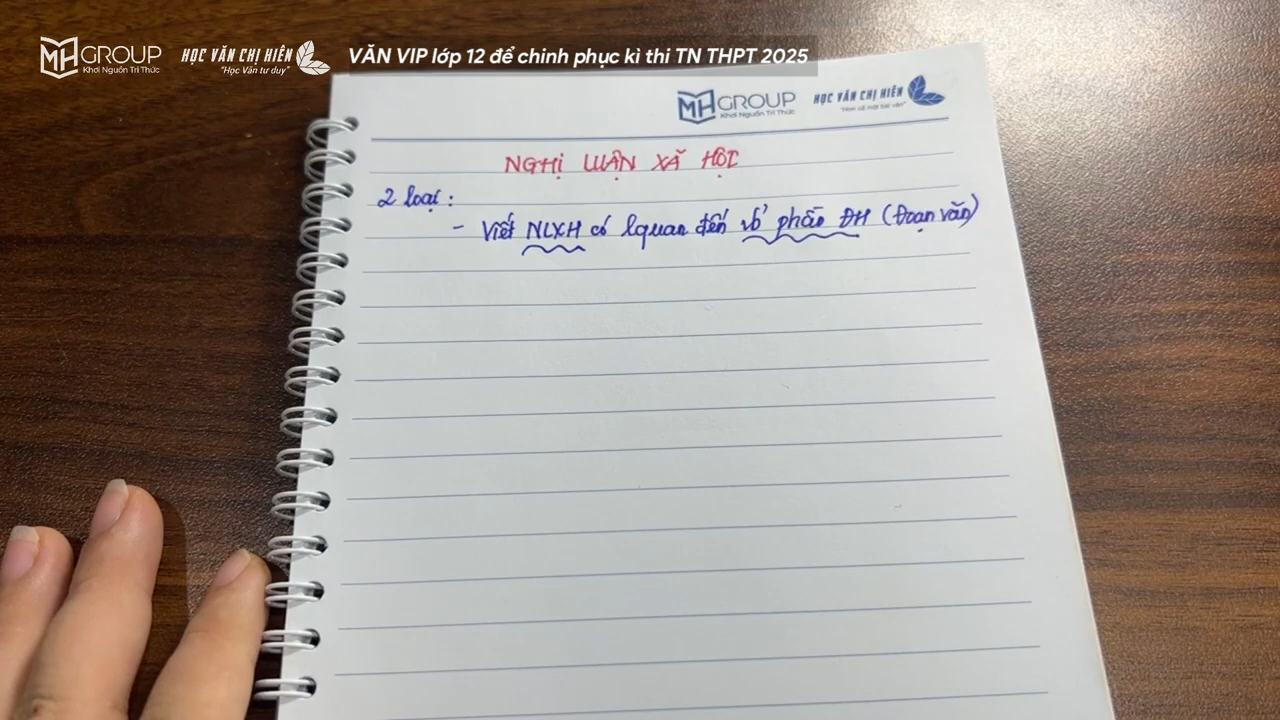 MH GROUP
Khơi Nguồn Tri Thức
HỌC VĂN CHỊ HIÊN
"Học Văn tư duy"
VĂN VIP lớp 12 để chinh phục kì thi TN THPT 2025
MH GROUP
Khơi Nguồn Tri Thức
HỌC VĂN CHỊ HIÊN
NGHỊ LUẬN XÃ HỘI
2 loại :
- Viết NLXH có lquan đến phần ĐH (Đoạn văn)